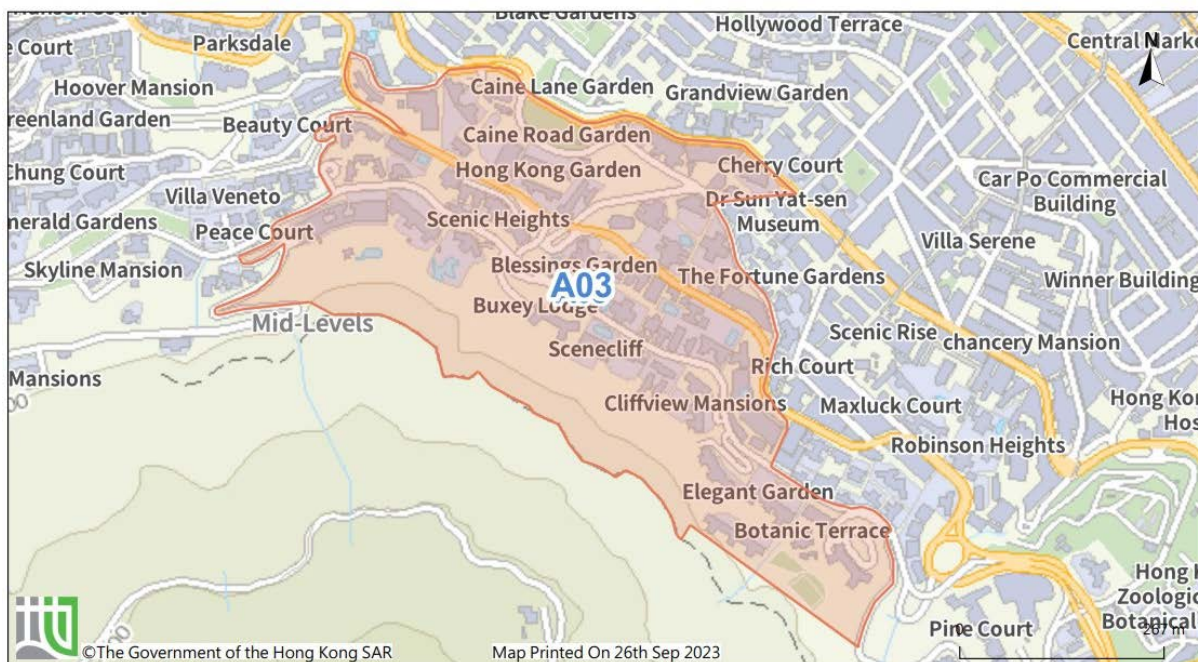 Blake Gardens
Hollywood Terrace
Parksdale
Central Marke
N
Hoover Mansion
Caine Lane Garden
Grandview Garden
reenland Garden
Beauty Court
Caine Road Garden
Cherry Court
Chung Court
Hong Kong Garden
Car Po Commercial
Building
Villa Veneto
Dr Sun Yat-sen
Museum
merald Gardens
Scenic Heights
Peace Court
Villa Serene
Skyline Mansion
Blessings Garden
The Fortune Gardens
Winner Building
A03
Buxey Lodge
Mid-Levels
Scenic Rise
chancery Mansion
Scenecliff
Rich Court
Mansions
Cliffview Mansions
Maxluck Court
Hong Kon
Hos
Robinson Heights
Elegant Garden
Botanic Terrace
Hong K
Zoologic
Botanical
Pine Court
0
267 m
©The Government of the Hong Kong SAR
Map Printed On 26th Sep 2023